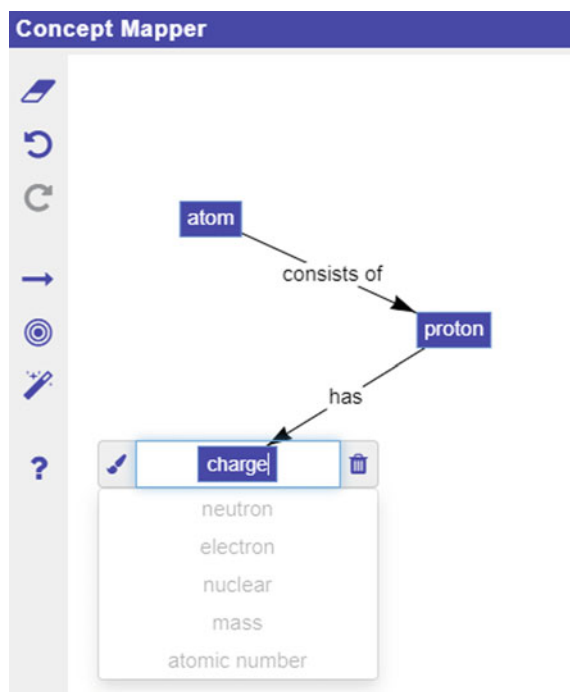 Concept Mapper
atom
consists of
proton
has
charge
?
neutron
electron
nuclear
mass
atomic number